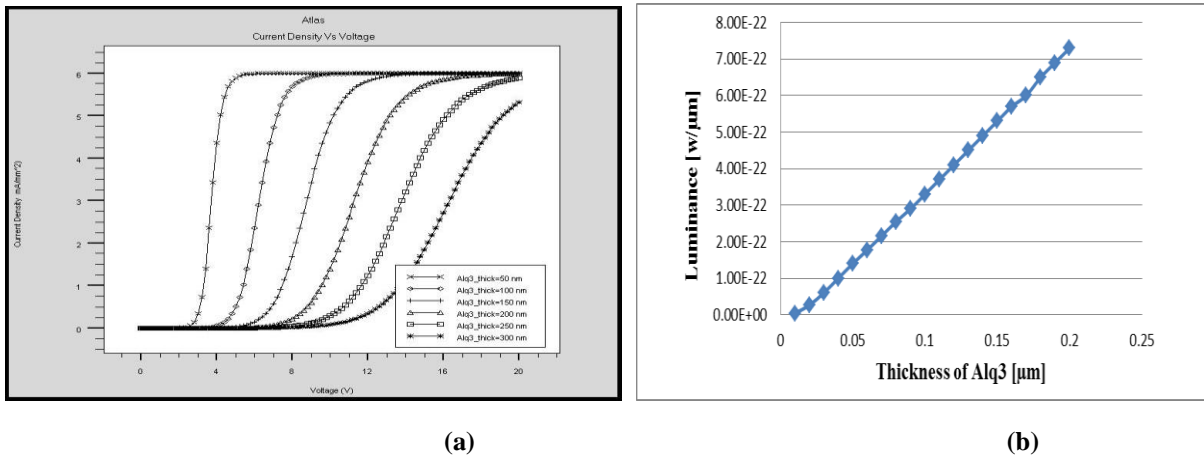 Atlas
Current Density Vs Voltage
Current Density mA/mm^2)
6
5
4
3
2
1
0
0
4
8
12
16
20
Voltage (V)
Alq3_thick=50 nm
Alq3_thick=100 nm
Alq3_thick=150 nm
Alq3_thick=200 nm
Alq3_thick=250 nm
Alq3_thick=300 nm
(a)
Luminance [w/µm]
8.00E-22
7.00E-22
6.00E-22
5.00E-22
4.00E-22
3.00E-22
2.00E-22
1.00E-22
0.00E+00
0
0.05
0.1
0.15
0.2
0.25
Thickness of Alq3 [µm]
(b)